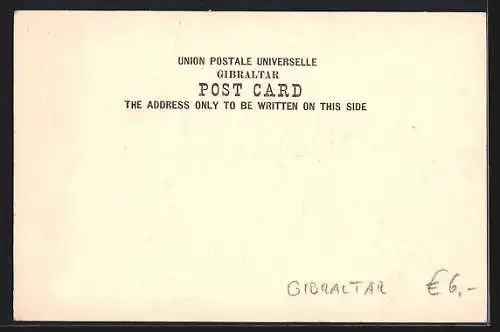 UNION POSTALE UNIVERSELLE
GIBRALTAR
POST CARD
THE ADDRESS ONLY TO BE WRITTEN ON THIS SIDE
GIBRALTAR €6,-